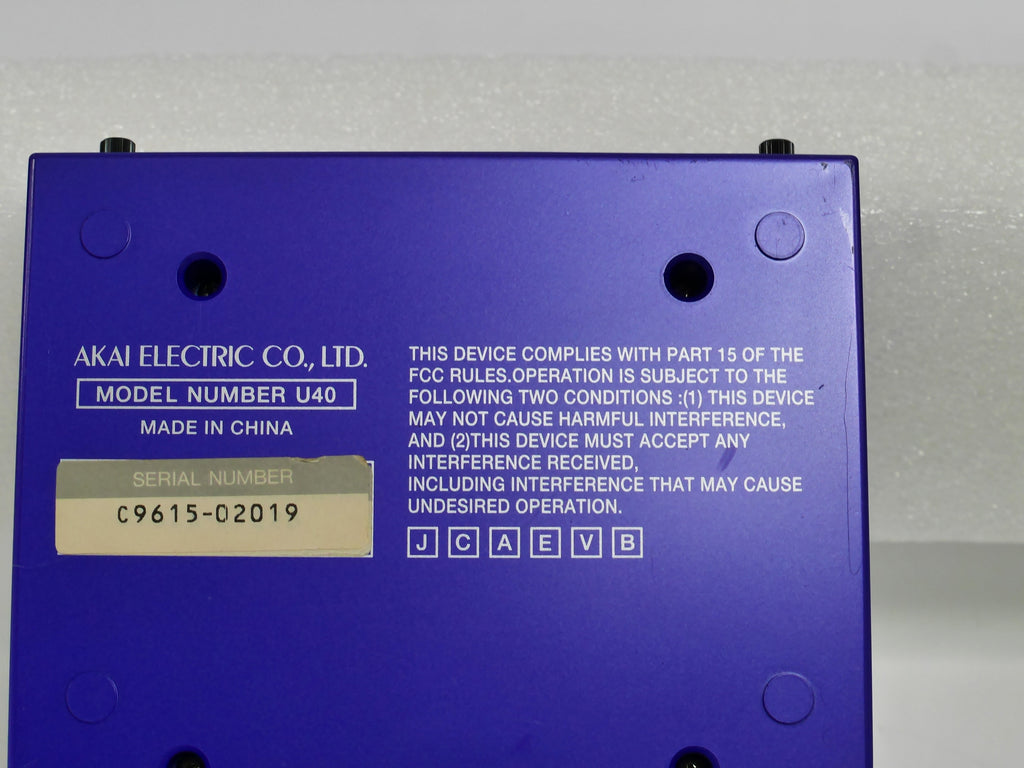 AKAI ELECTRIC CO., LTD.
MODEL NUMBER U40
MADE IN CHINA
SERIAL NUMBER
C9615-02019
THIS DEVICE COMPLIES WITH PART 15 OF THE
FCC RULES.OPERATION IS SUBJECT TO THE
FOLLOWING TWO CONDITIONS :(1) THIS DEVICE
MAY NOT CAUSE HARMFUL INTERFERENCE,
AND (2)THIS DEVICE MUST ACCEPT ANY
INTERFERENCE RECEIVED,
INCLUDING INTERFERENCE THAT MAY CAUSE
UNDESIRED OPERATION.
J C A E V B